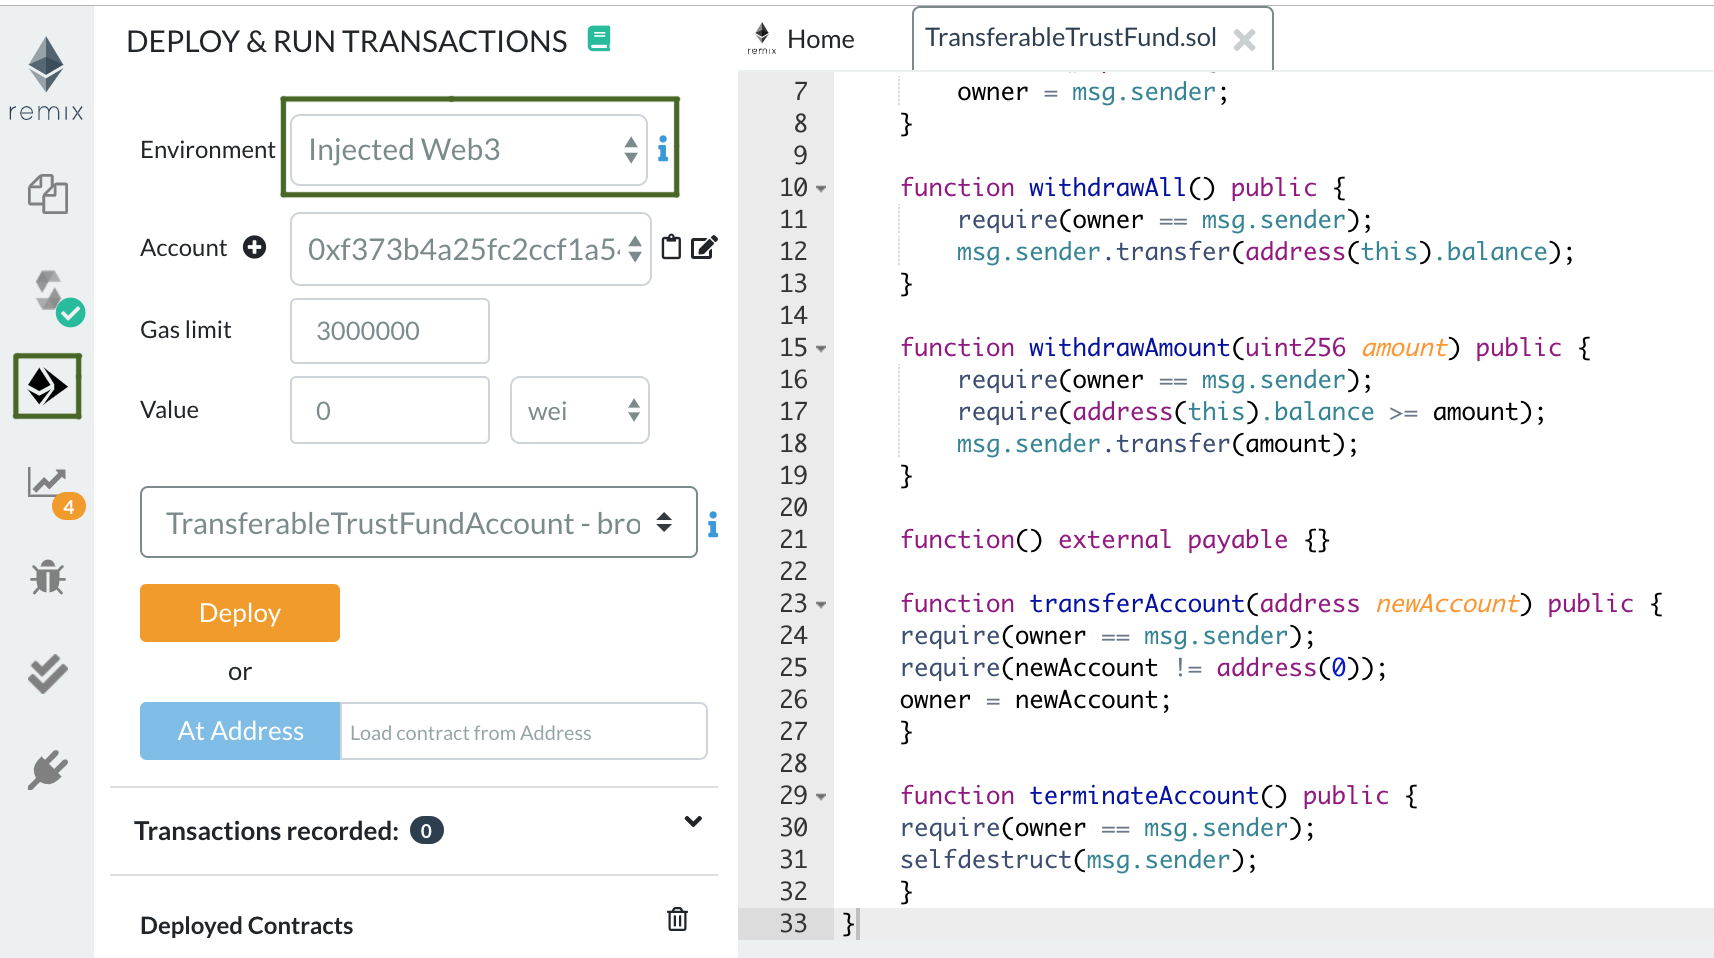 remix
DEPLOY & RUN TRANSACTIONS
Environment
Injected Web3
Account
0xf373b4a25fc2ccf1a5
Gas limit
3000000
Value
0
wei
TransferableTrustFundAccount - bro
Deploy
or
At Address
Load contract from Address
Transactions recorded: 0
Deployed Contracts
4
remix
Home
TransferableTrustFund.sol
7 owner = msg.sender;
8 }
9
10 function withdrawAll() public {
11 require(owner == msg.sender);
12 msg.sender.transfer(address(this).balance);
13 }
14
15 function withdrawAmount(uint256 amount) public {
16 require(owner == msg.sender);
17 require(address(this).balance >= amount);
18 msg.sender.transfer(amount);
19 }
20
21 function() external payable {}
22
23 function transferAccount(address newAccount) public {
24 require(owner == msg.sender);
25 require(newAccount != address(0));
26 owner = newAccount;
27 }
28
29 function terminateAccount() public {
30 require(owner == msg.sender);
31 selfdestruct(msg.sender);
32 }
33 }